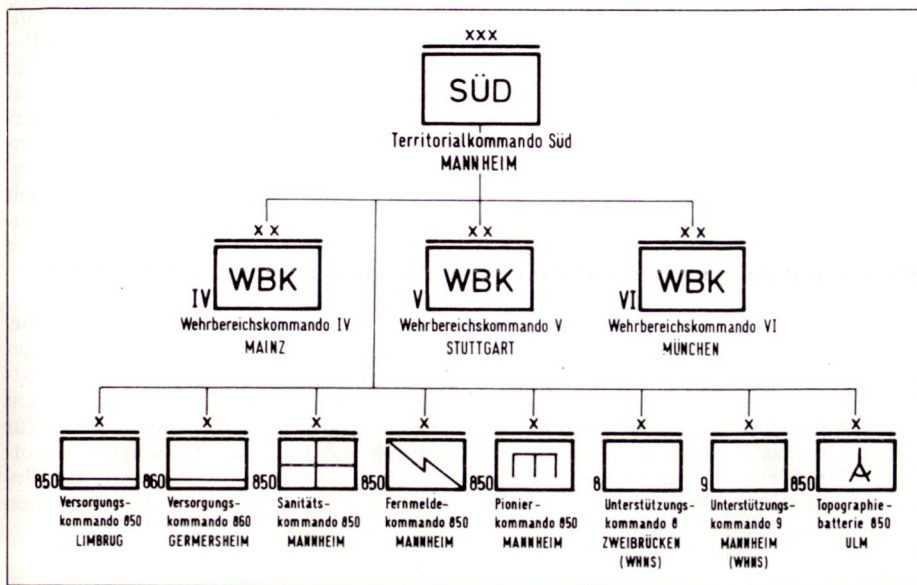 XXX
SÜD
Territorialkommando Süd
MANNHEIM
XX
WBK
IV
Wehrbereichskommando IV
MAINZ
XX
WBK
V
Wehrbereichskommando V
STUTTGART
XX
WBK
VI
Wehrbereichskommando VI
MÜNCHEN
X
850
Versorgungs-
kommando 850
LIMBRUG
X
860
Versorgungs-
kommando 860
GERMERSHEIM
X
850
Sanitäts-
kommando 850
MANNHEIM
X
850
Fernmelde-
kommando 850
MANNHEIM
X
850
Pionier-
kommando 850
MANNHEIM
X
8
Unterstützungs-
kommando 8
ZWEIBRÜCKEN
(WHNS)
X
9
Unterstützungs-
kommando 9
MANNHEIM
(WHNS)
X
850
Topographie-
batterie 850
ULM